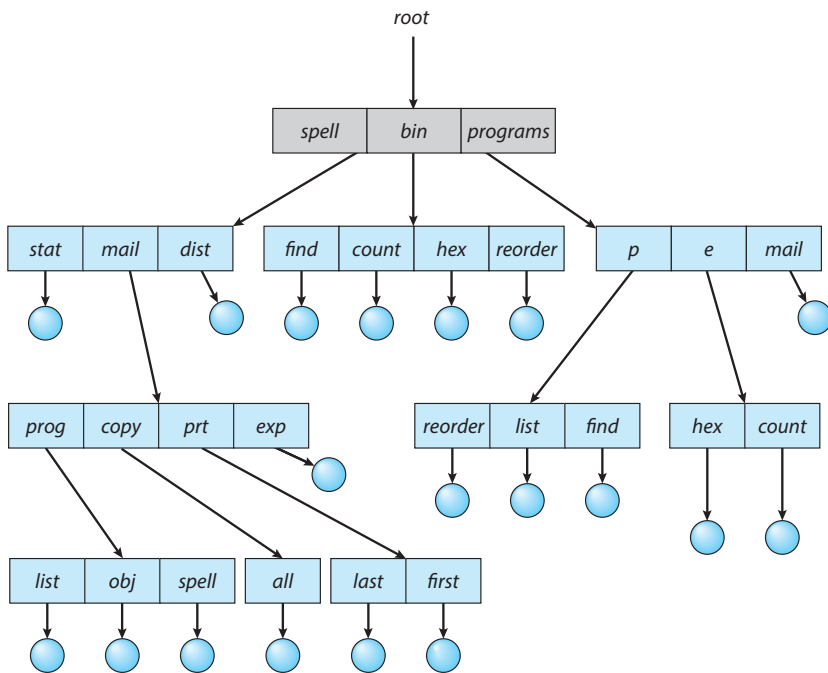 root
spell bin programs
stat mail dist find count hex reorder p e mail
prog copy prt exp reorder list find hex count
list obj spell all last first